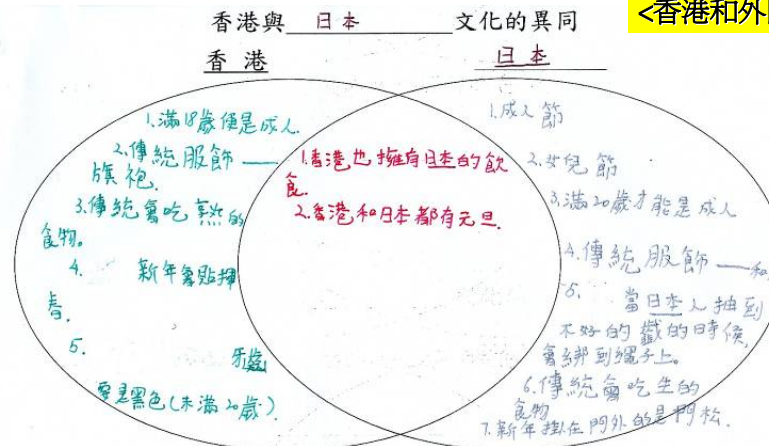 香港與 日本 文化的異同
<香港和外
香港
日本
1.滿18歲便是成人.
2.傳統服飾——
旗袍.
3.傳統會吃熟的
食物。
4. 新年會貼揮
春.
5. 牙齒
要是黑色(未滿20歲)
1.香港也擁有日本的飲
食.
2.香港和日本都有元旦.
1.成人節
2.女兒節
3.滿20歲才能是成人
4.傳統服飾——和
5. 當日本人抽到
不好的籤的時候,
會綁到繩子上。
6.傳統會吃生的
食物
7.新年掛在門外的是門松.